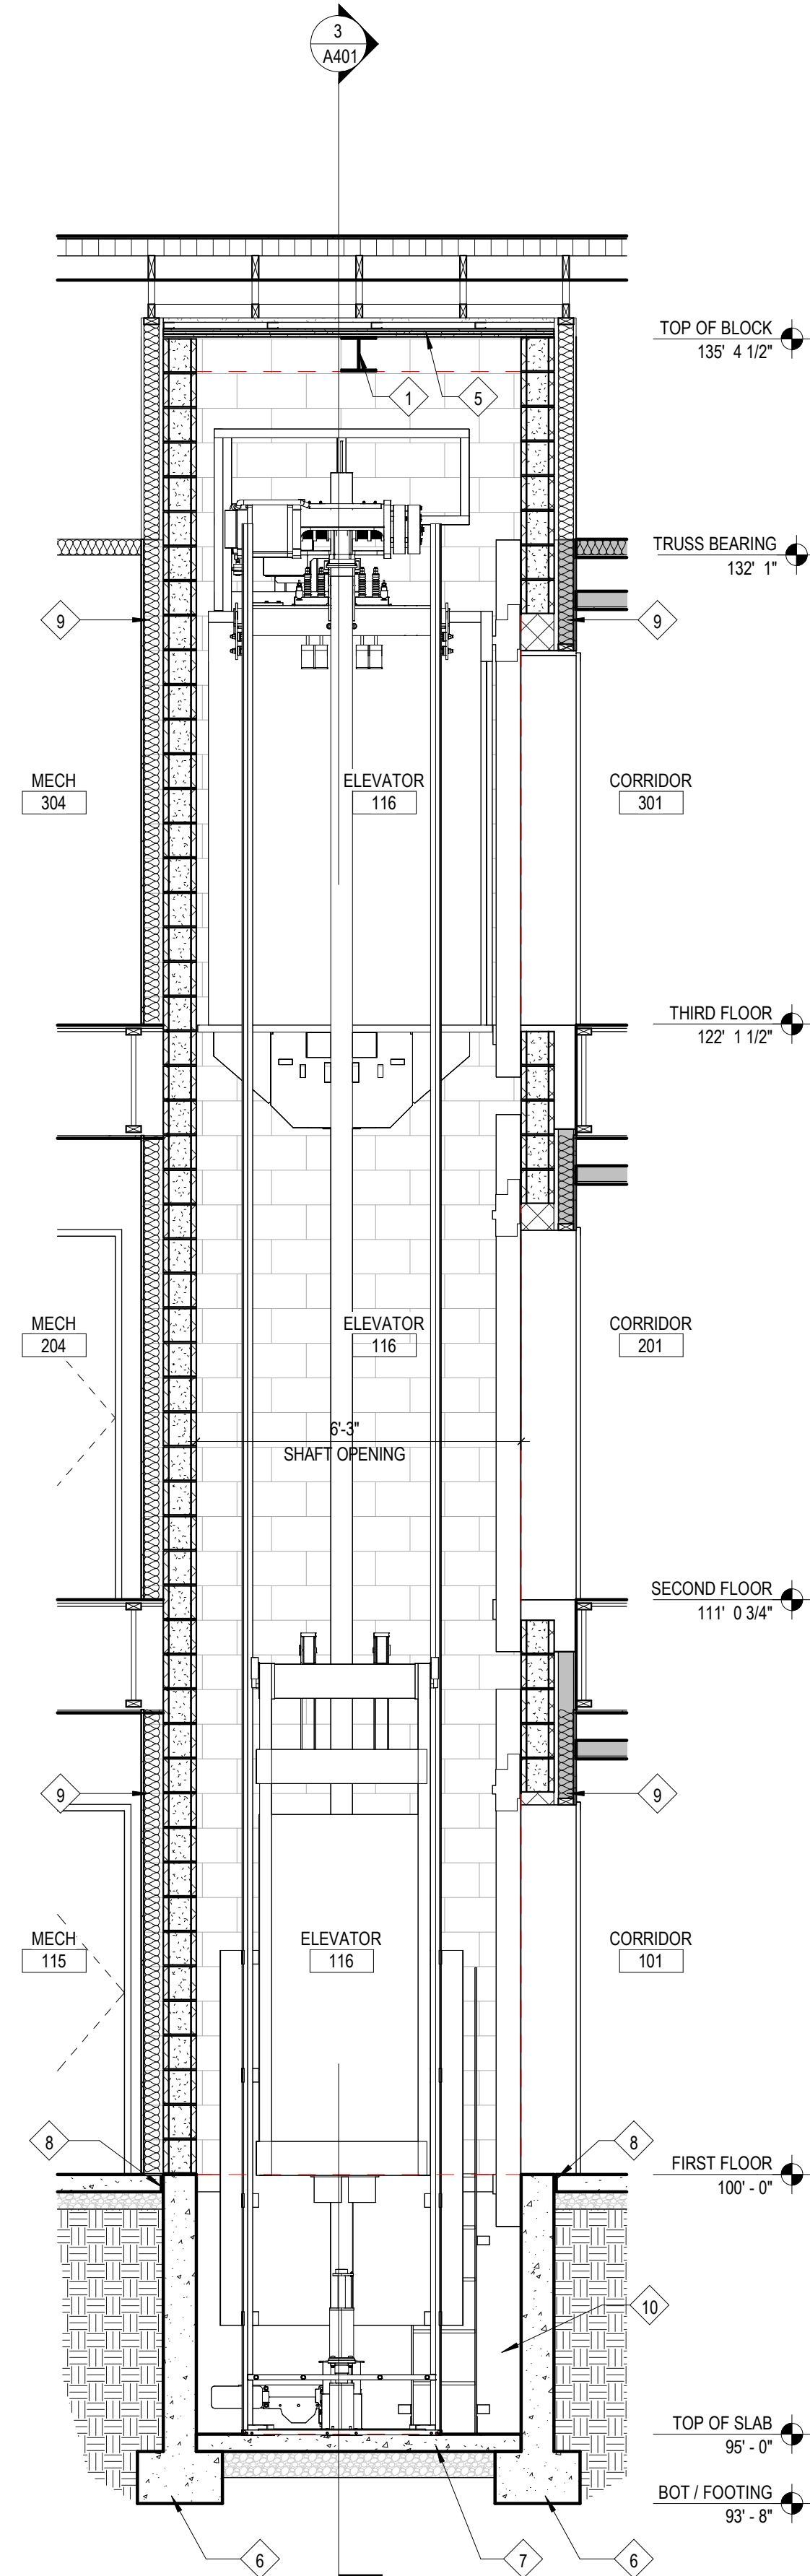 3
A401
TOP OF BLOCK
135' 4 1/2"
1
5
TRUSS BEARING
132' 1"
9
9
MECH
304
ELEVATOR
116
CORRIDOR
301
THIRD FLOOR
122' 1 1/2"
MECH
204
ELEVATOR
116
CORRIDOR
201
6'-3"
SHAFT OPENING
SECOND FLOOR
111' 0 3/4"
9
9
MECH
115
ELEVATOR
116
CORRIDOR
101
8
8
FIRST FLOOR
100' - 0"
10
TOP OF SLAB
95' - 0"
BOT / FOOTING
93' - 8"
6
7
6